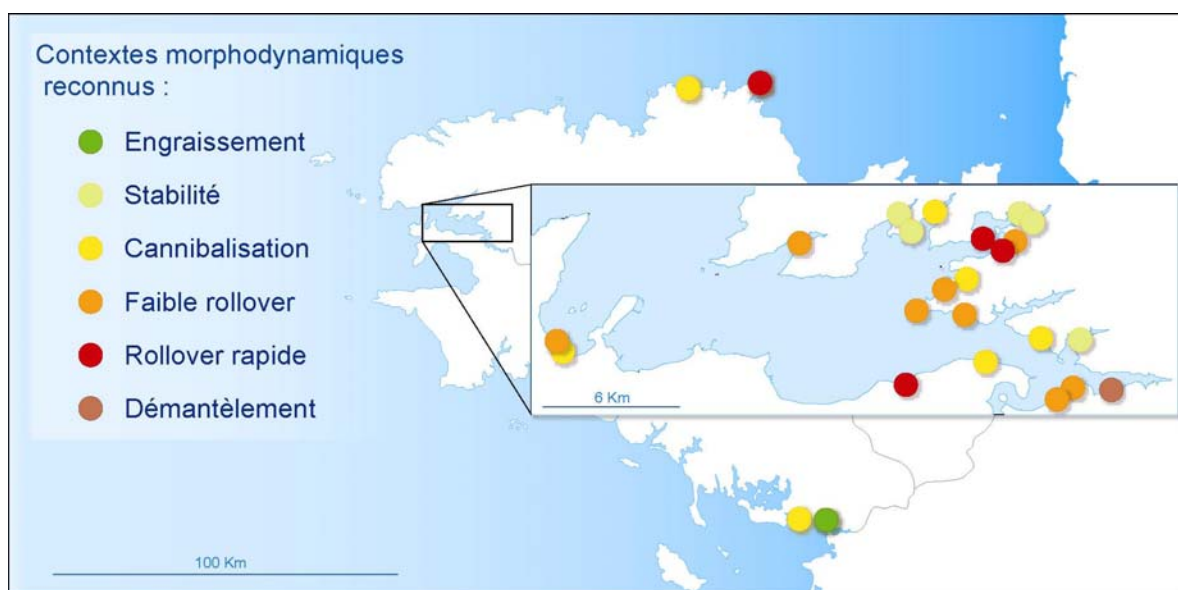 Contextes morphodynamiques
reconnus :
Engraissement
Stabilité
Cannibalisation
Faible rollover
Rollover rapide
Démantèlement
6 Km
100 Km